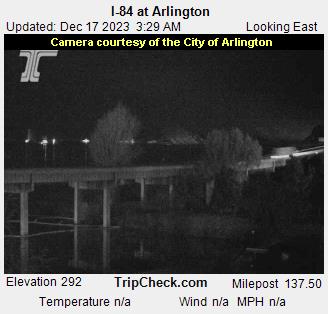 I-84 at Arlington
Updated: Dec 17 2023 3:29 AM Looking East
Camera courtesy of the City of Arlington
Elevation 292 TripCheck.com Milepost 137.50
Temperature n/a Wind n/a MPH n/a